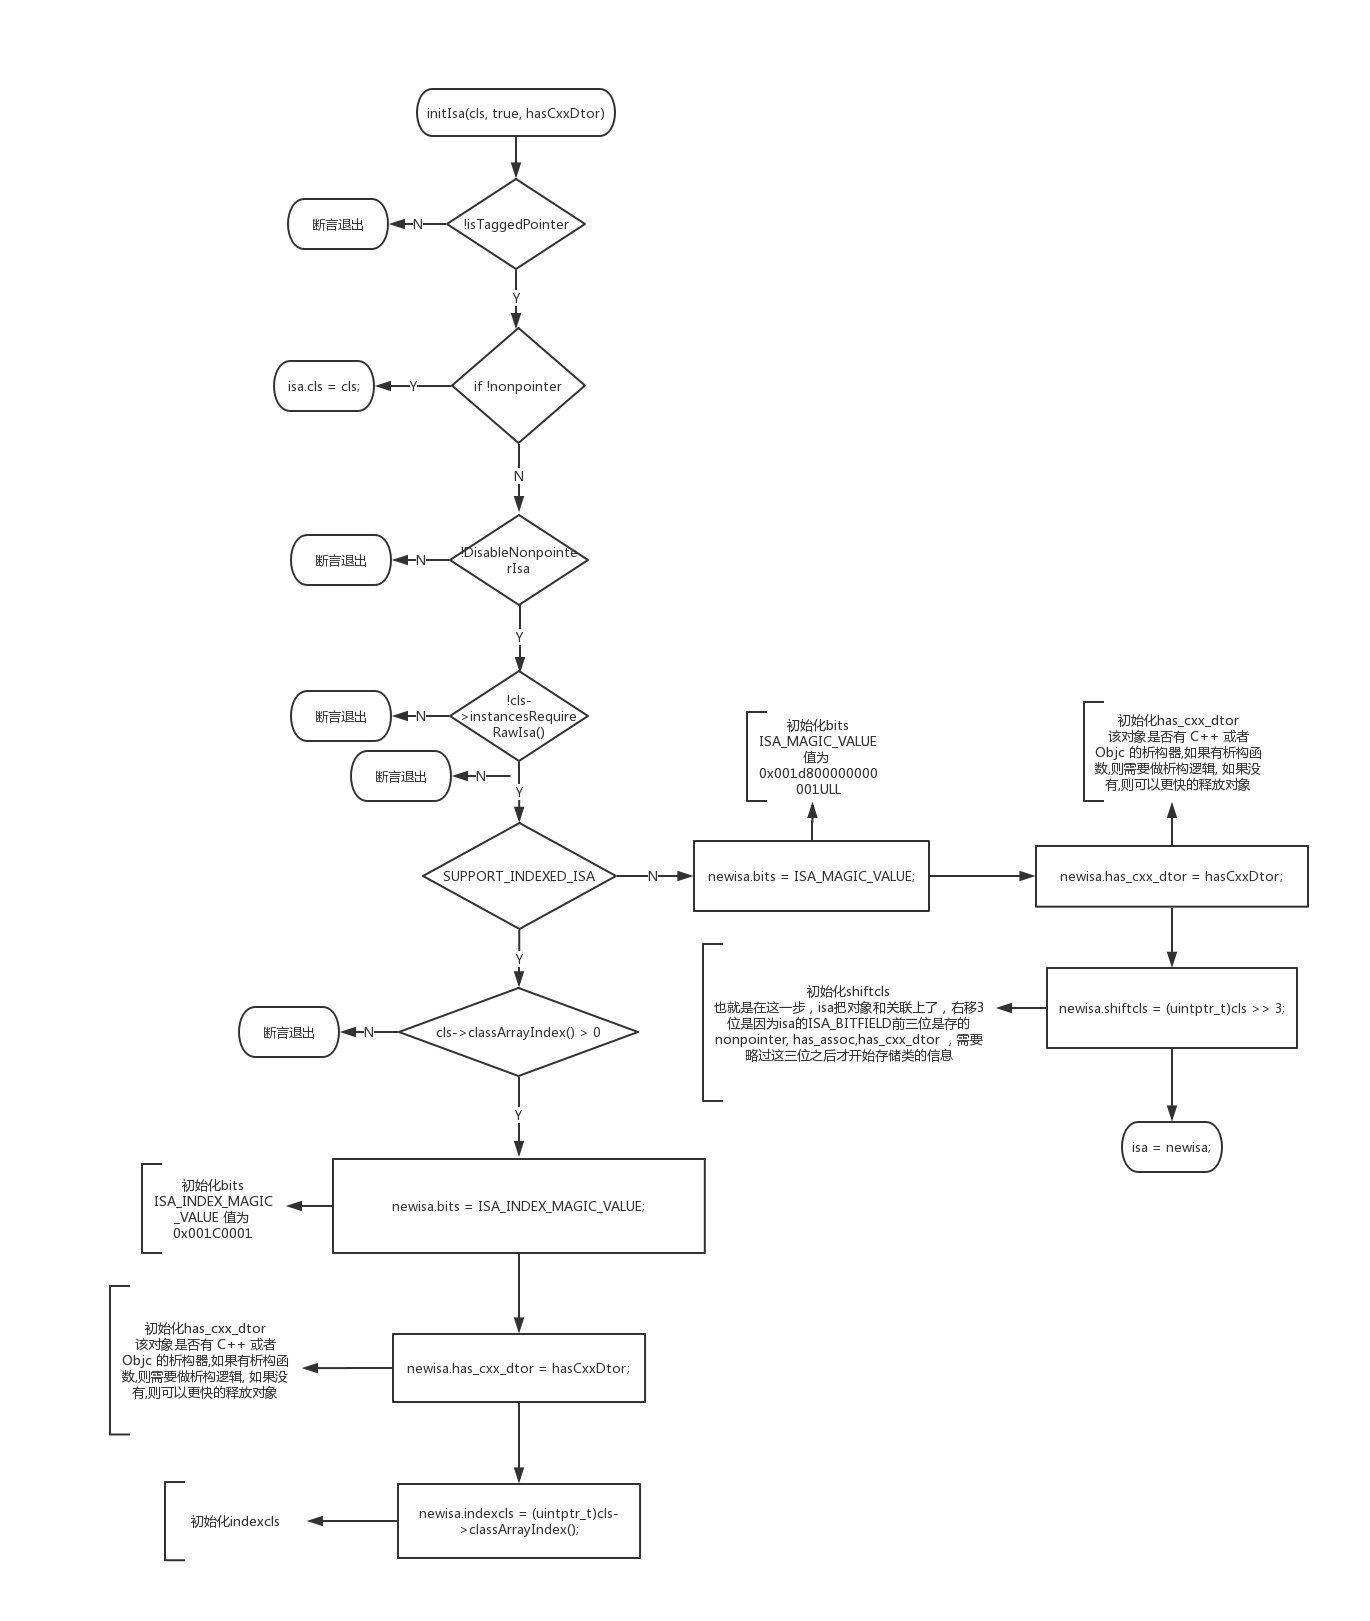 initIsa(cls, true, hasCxxDtor)
断言退出
N
!isTaggedPointer
Y
isa.cls = cls;
Y
if !nonpointer
N
断言退出
N
!DisableNonpointe
rIsa
Y
断言退出
N
!cls-
>instancesRequire
RawIsa()
断言退出
N
Y
SUPPORT_INDEXED_ISA
N
初始化bits
ISA_MAGIC_VALUE
值为
0x001d800000000
001ULL
newisa.bits = ISA_MAGIC_VALUE;
初始化has_cxx_dtor
该对象是否有 C++ 或者
Objc 的析构器,如果有析构函
数,则需要做析构逻辑, 如果没
有,则可以更快的释放对象
newisa.has_cxx_dtor = hasCxxDtor;
初始化shiftcls
也就是在这一步，isa把对象和关联上了，右移3
位是因为isa的ISA_BITFIELD前三位是存的
nonpointer, has_assoc,has_cxx_dtor ，需要
略过这三位之后才开始存储类的信息
newisa.shiftcls = (uintptr_t)cls >> 3;
isa = newisa;
Y
断言退出
N
cls->classArrayIndex() > 0
Y
初始化bits
ISA_INDEX_MAGIC
_VALUE 值为
0x001C0001
newisa.bits = ISA_INDEX_MAGIC_VALUE;
初始化has_cxx_dtor
该对象是否有 C++ 或者
Objc 的析构器,如果有析构函
数,则需要做析构逻辑, 如果没
有,则可以更快的释放对象
newisa.has_cxx_dtor = hasCxxDtor;
初始化indexcls
newisa.indexcls = (uintptr_t)cls-
>classArrayIndex();